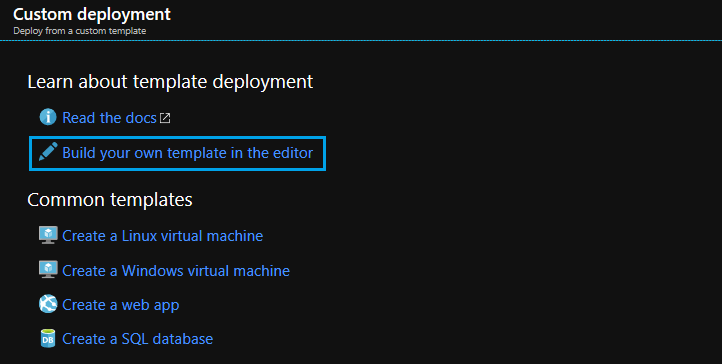 Custom deployment
Deploy from a custom template
Learn about template deployment
Read the docs
Build your own template in the editor
Common templates
Create a Linux virtual machine
Create a Windows virtual machine
Create a web app
DB Create a SQL database